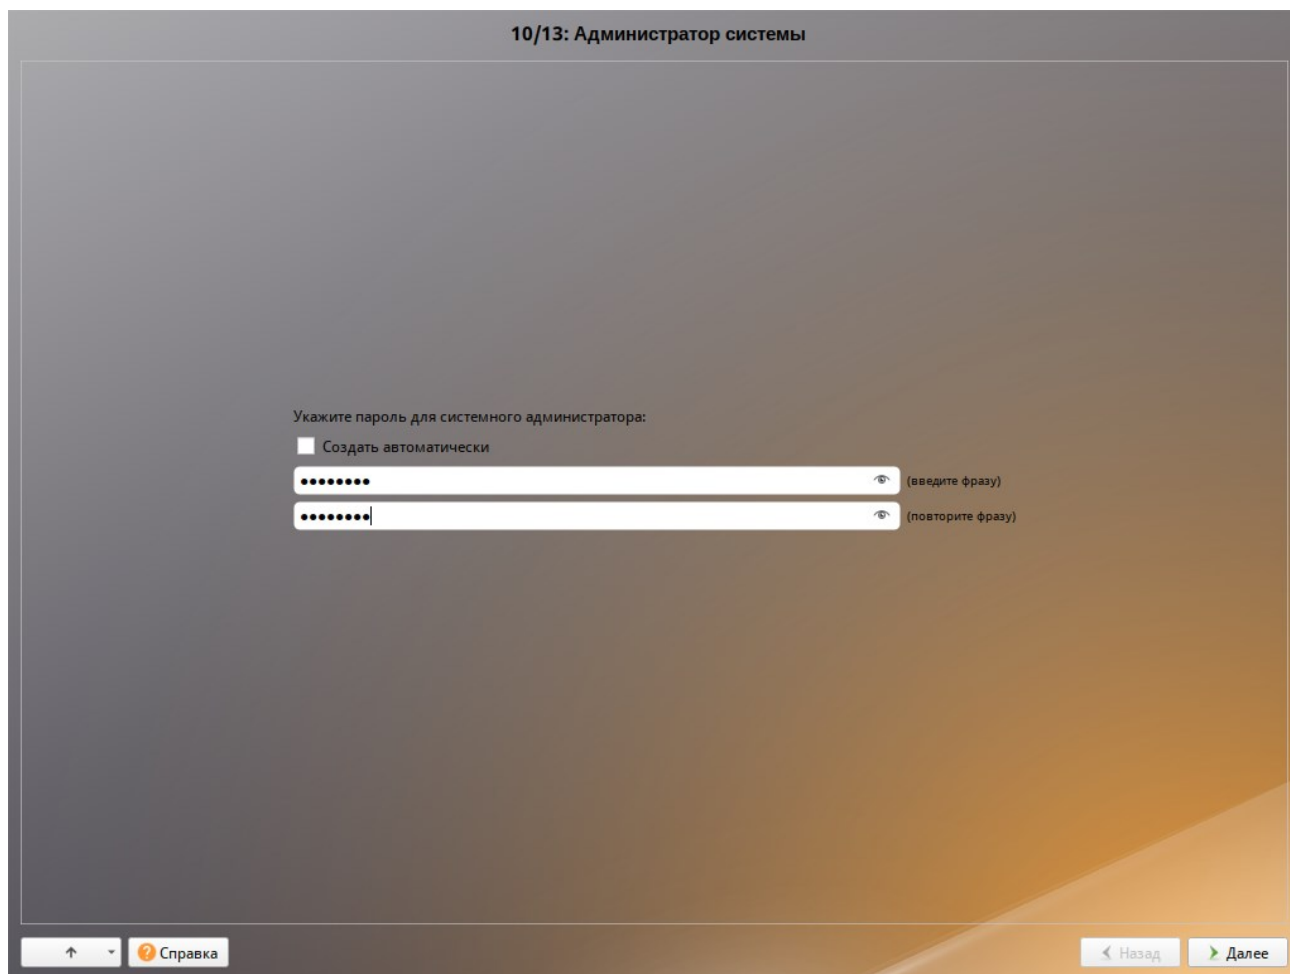 10/13: Администратор системы
Укажите пароль для системного администратора:
Создать автоматически
•••••••• (введите фразу)
•••••••• (повторите фразу)
Справка Назад Далее